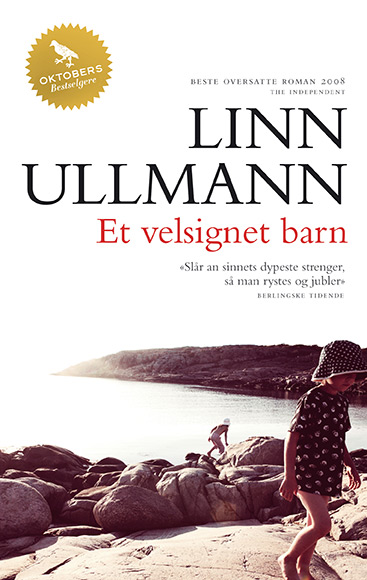 OKTOBERS
Bestselgere
BESTE OVERSATTE ROMAN 2008
THE INDEPENDENT
LINN
ULLMANN
Et velsignet barn
«Slår an sinnets dypeste strenger,
så man rystes og jubler»
BERLINGSKE TIDENDE